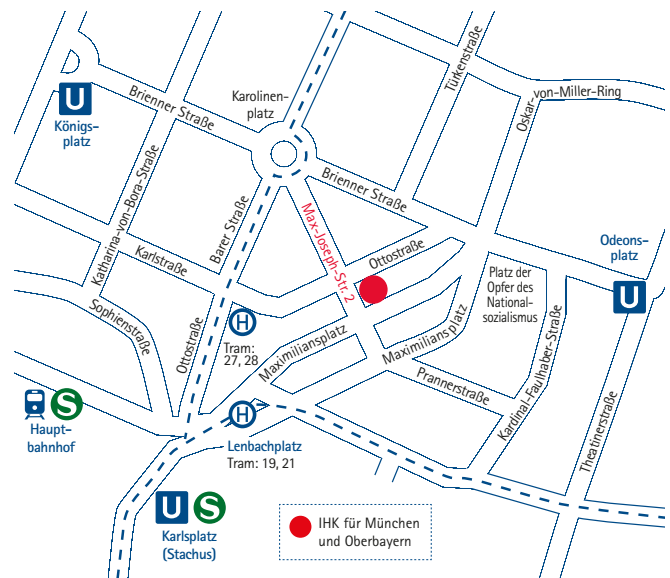 Türkenstraße
Oskar-von-Miller-Ring
U
Königs-
platz
Brienner Straße
Karolinen-
platz
Brienner Straße
Katharina-von-Bora-Straße
Barer Straße
Max-Joseph-Str. 2
Karlstraße
Ottostraße
Odeons-
platz
U
Platz der
Opfer des
National-
sozialismus
Sophienstraße
Ottostraße
H
Tram:
27, 28
Maximiliansplatz
Maximiliansplatz
Prannerstraße
Kardinal-Faulhaber-Straße
Theatinerstraße
S
Haupt-
bahnhof
H
Lenbachplatz
Tram: 19, 21
U S
Karlsplatz
(Stachus)
IHK für München
und Oberbayern